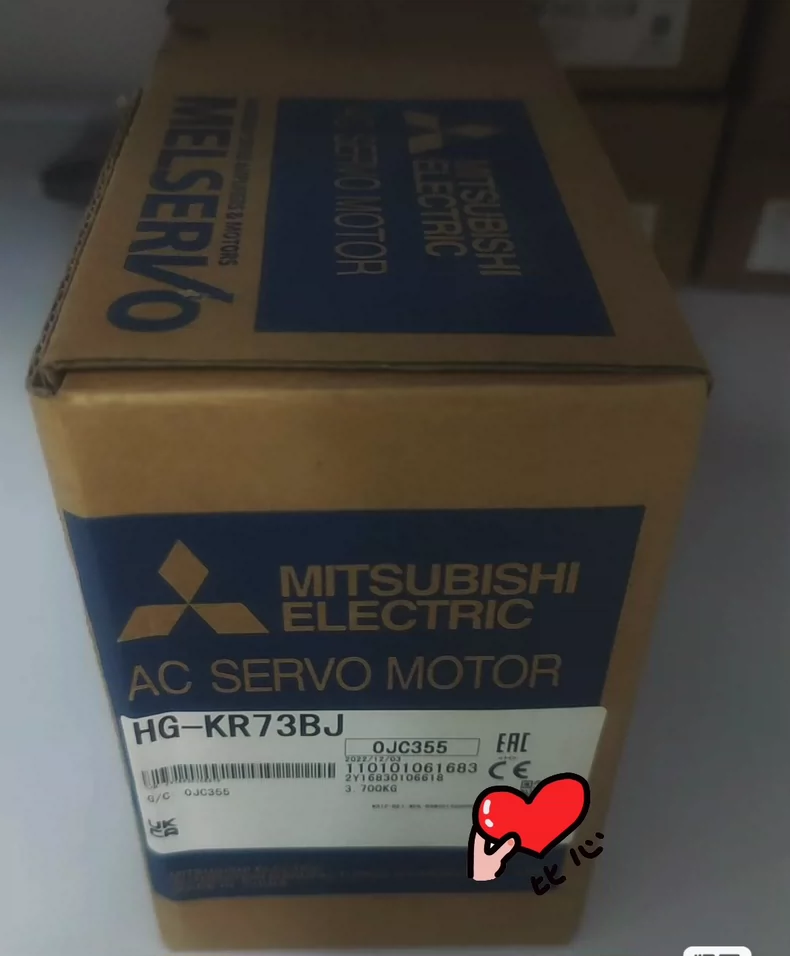 MELSERVO
MITSUBISHI
ELECTRIC
AC SERVO MOTOR
MITSUBISHI
ELECTRIC
AC SERVO MOTOR
HG-KR73BJ
0JC355
EAC
2022/12/03
110101061683
CE
2Y16830106618
3.700KG
G/C 0JC355
UK
CA
比心